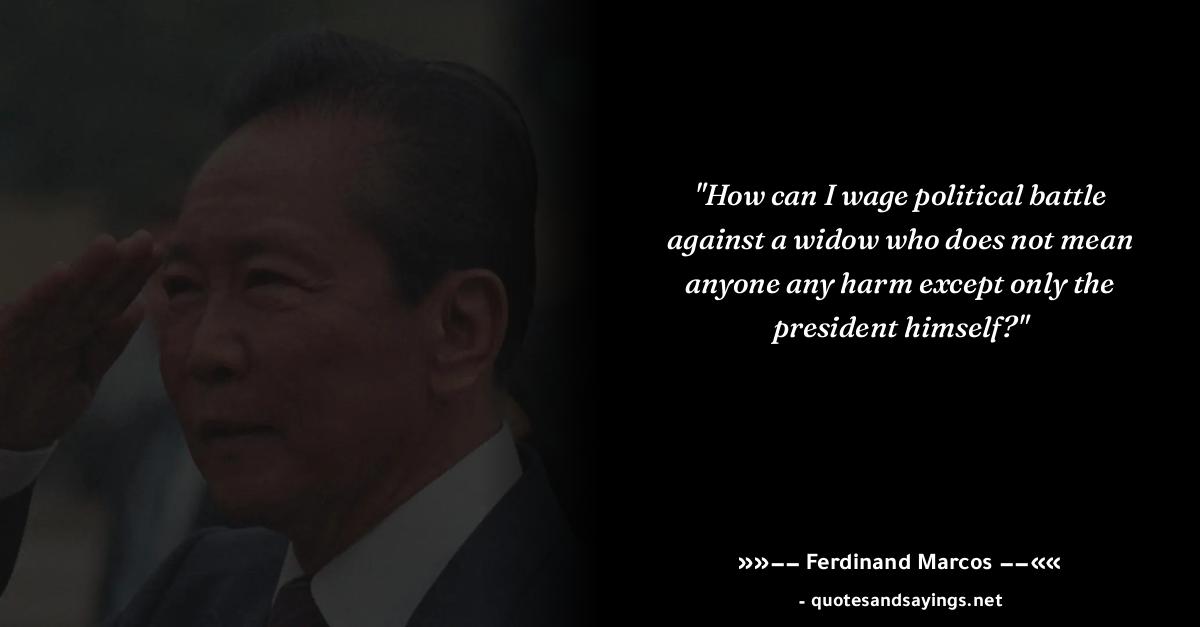 "How can I wage political battle
against a widow who does not mean
anyone any harm except only the
president himself?"
»»–– Ferdinand Marcos ––««
- quotesandsayings.net